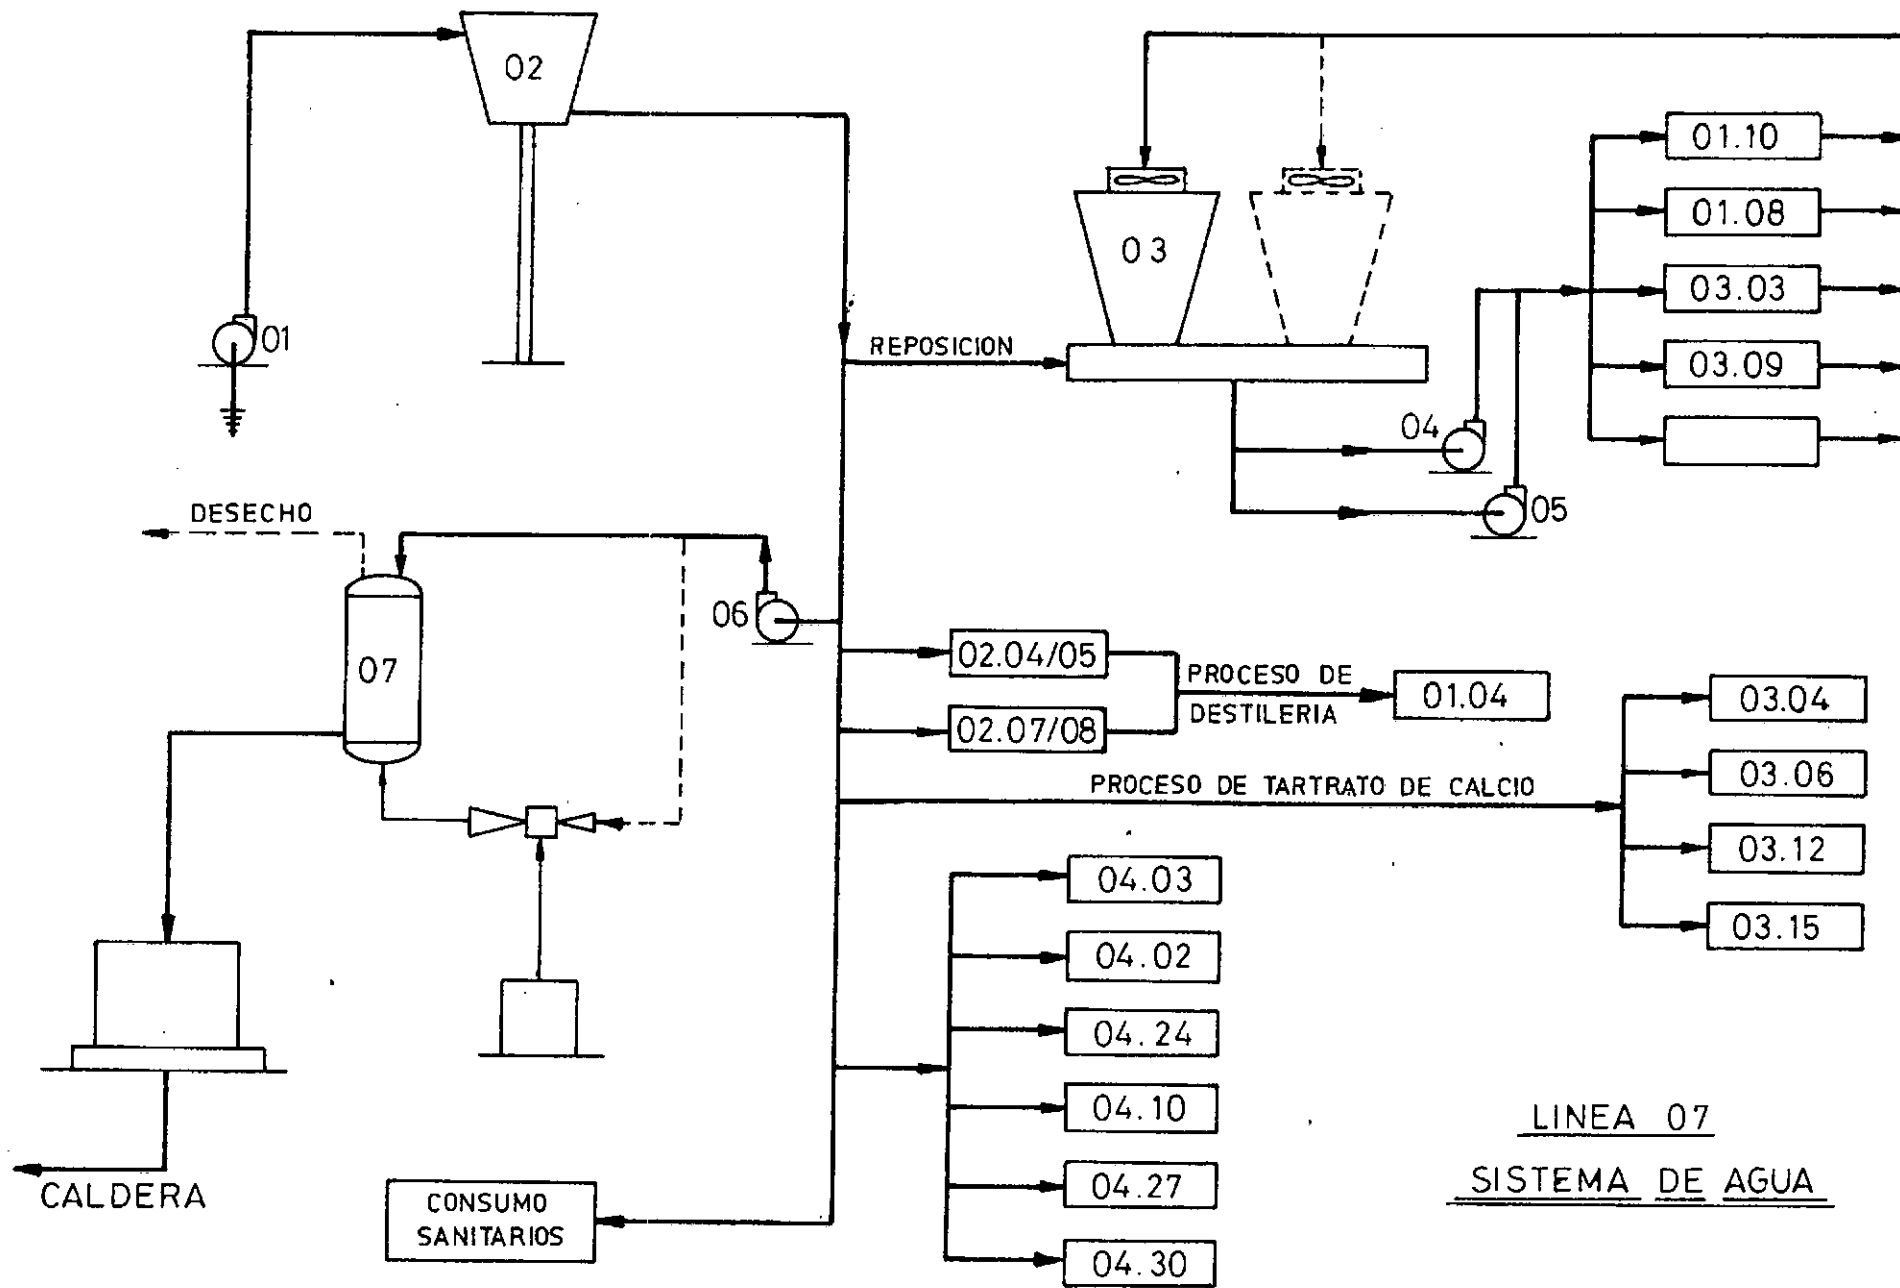 02
01
03
REPOSICION
04
05
01.10
01.08
03.03
03.09
DESECHO
06
07
02.04/05
02.07/08
PROCESO DE
DESTILERIA
01.04
PROCESO DE TARTRATO DE CALCIO
03.04
03.06
03.12
03.15
04.03
04.02
04.24
04.10
04.27
04.30
CALDERA
CONSUMO
SANITARIOS
LINEA 07
SISTEMA DE AGUA